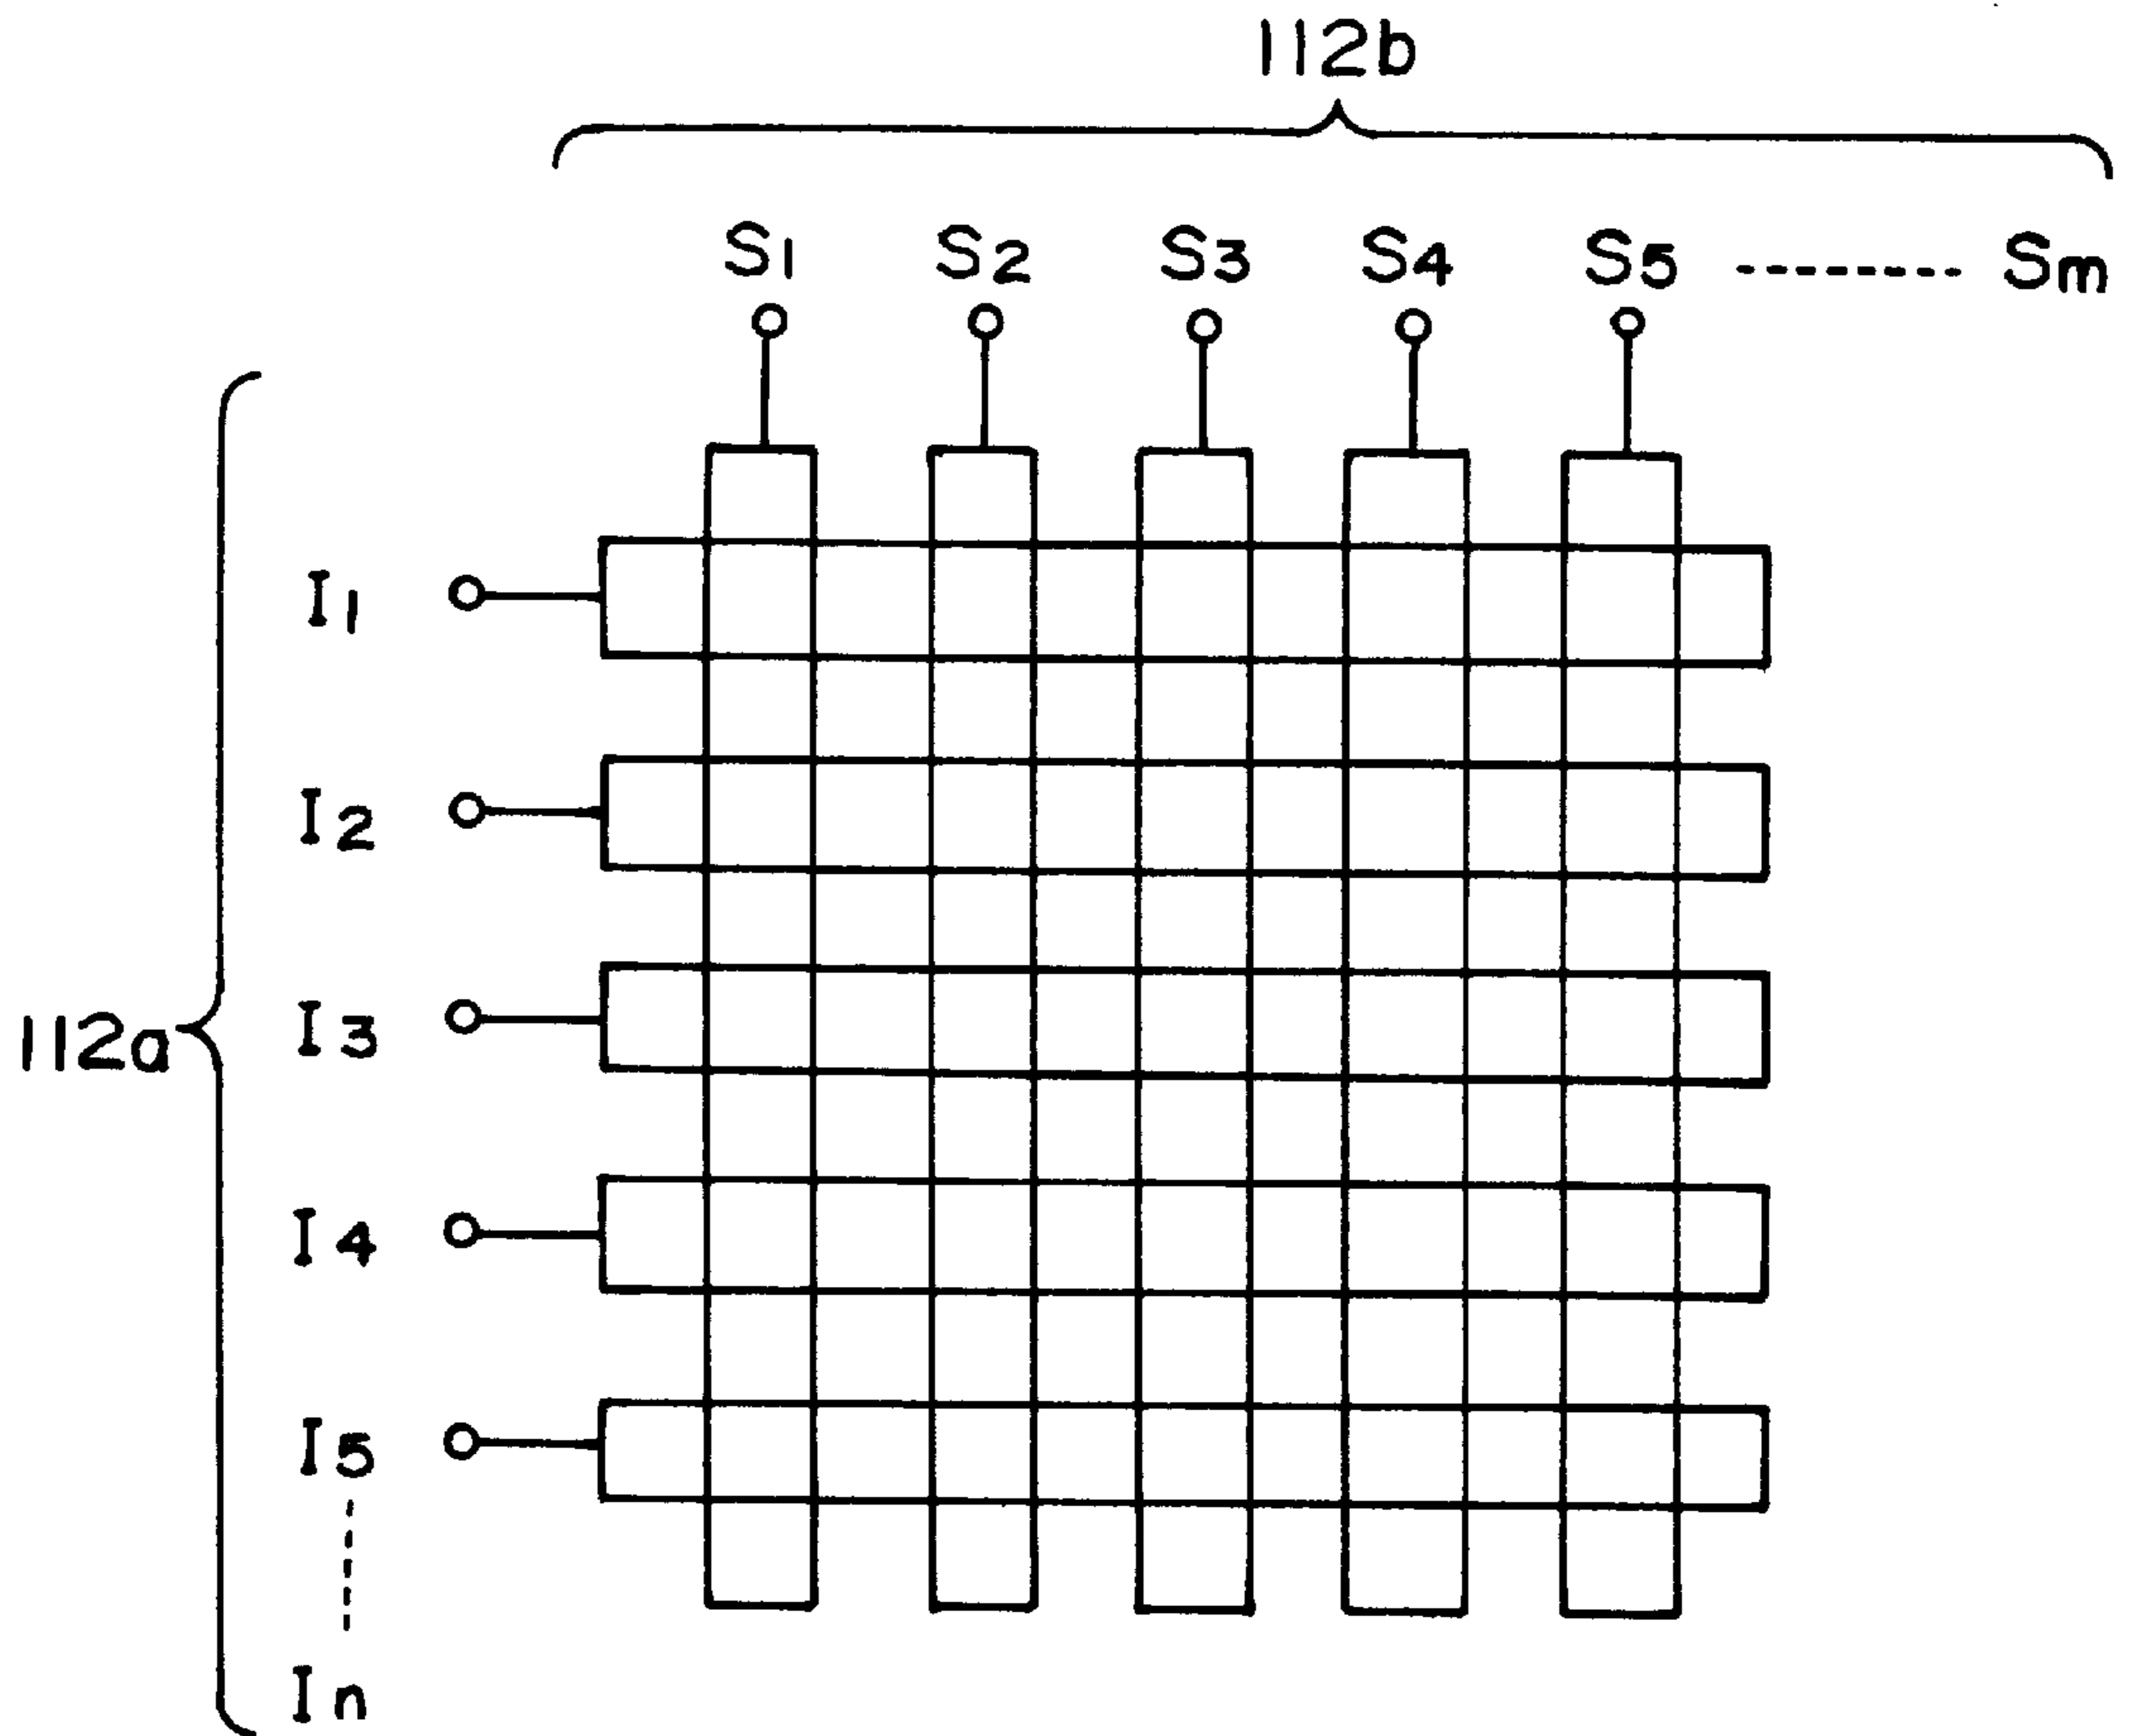 112b
S1 S2 S3 S4 S5 -------- Sm
I1
I2
112a I3
I4
I5
In